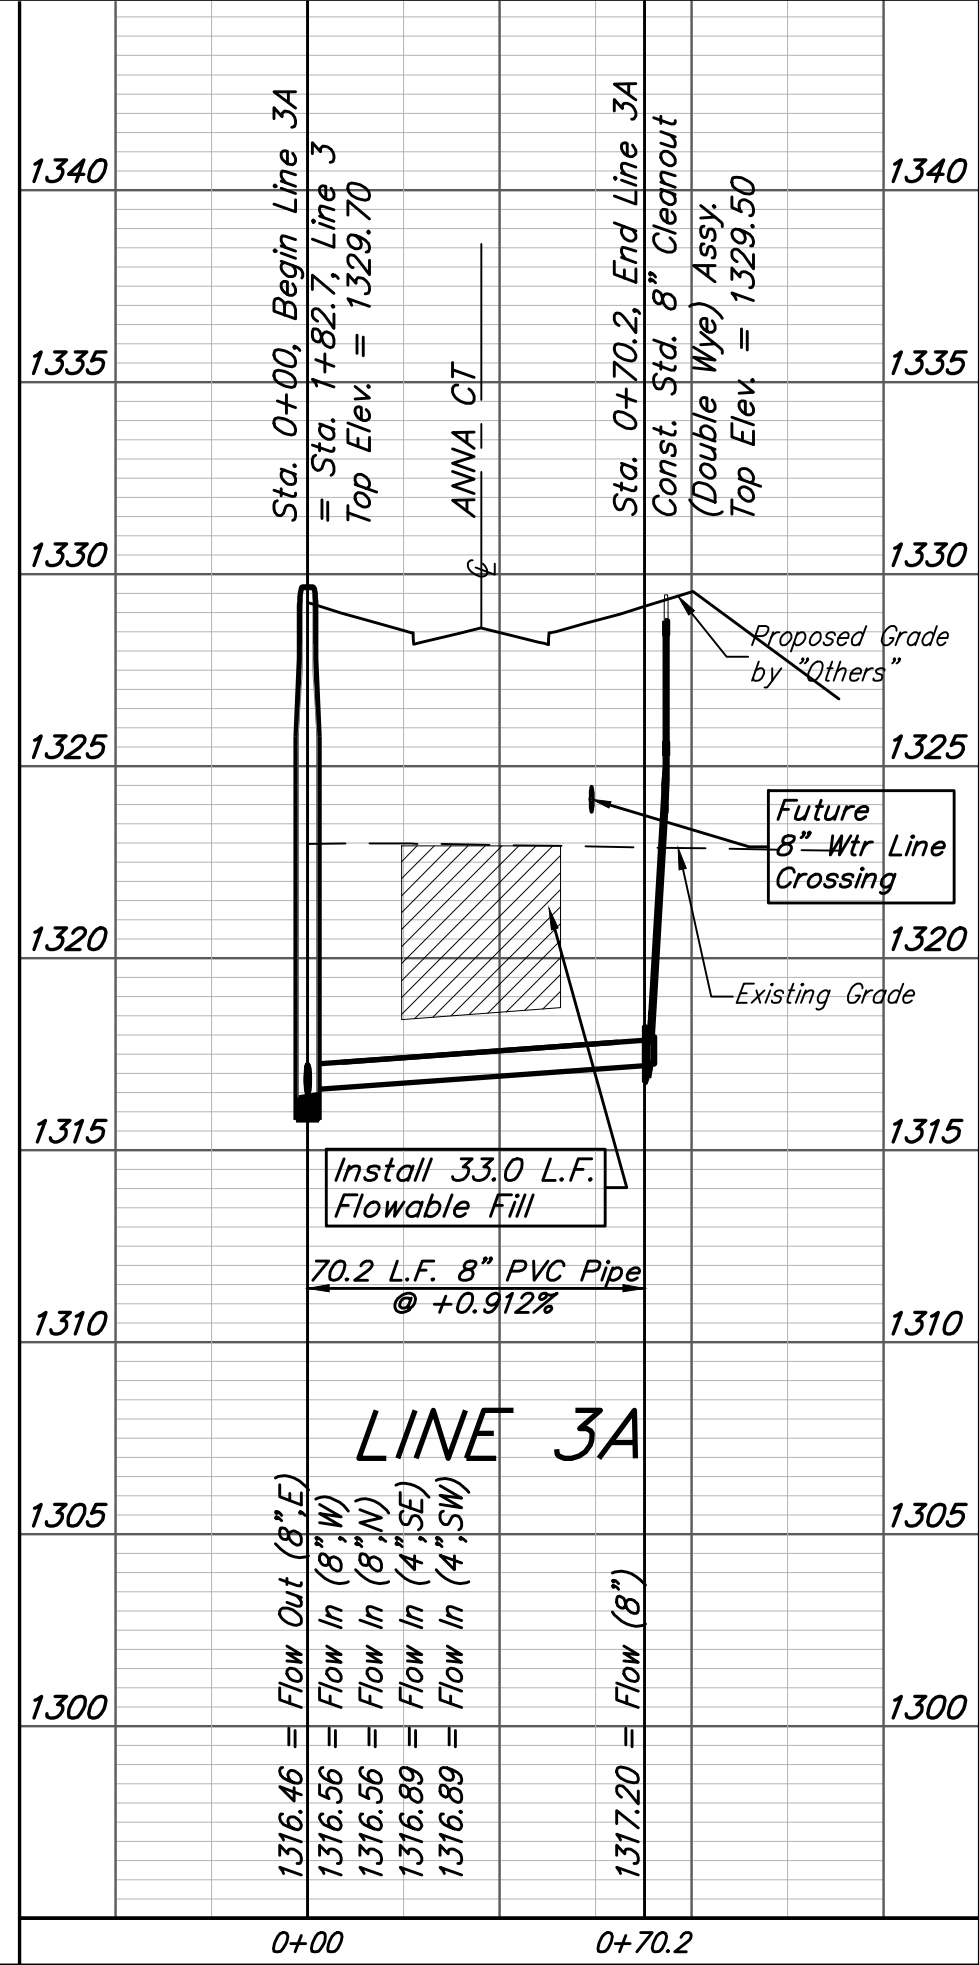 Sta. 0+00, Begin Line 3A
= Sta. 1+82.7, Line 3
Top Elev. = 1329.70
ANNA CT
℄
Sta. 0+70.2, End Line 3A
Const. Std. 8" Cleanout
(Double Wye) Assy.
Top Elev. = 1329.50
1340
1340
1335
1335
1330
1330
Proposed Grade
by "Others"
1325
1325
Future
8" Wtr Line
Crossing
1320
1320
Existing Grade
1315
1315
Install 33.0 L.F.
Flowable Fill
70.2 L.F. 8" PVC Pipe
@ +0.912%
1310
1310
LINE 3A
1305
1305
1300
1300
1316.46 = Flow Out (8",E)
1316.56 = Flow In (8",W)
1316.56 = Flow In (8",N)
1316.89 = Flow In (4",SE)
1316.89 = Flow In (4",SW)
1317.20 = Flow (8")
0+00
0+70.2